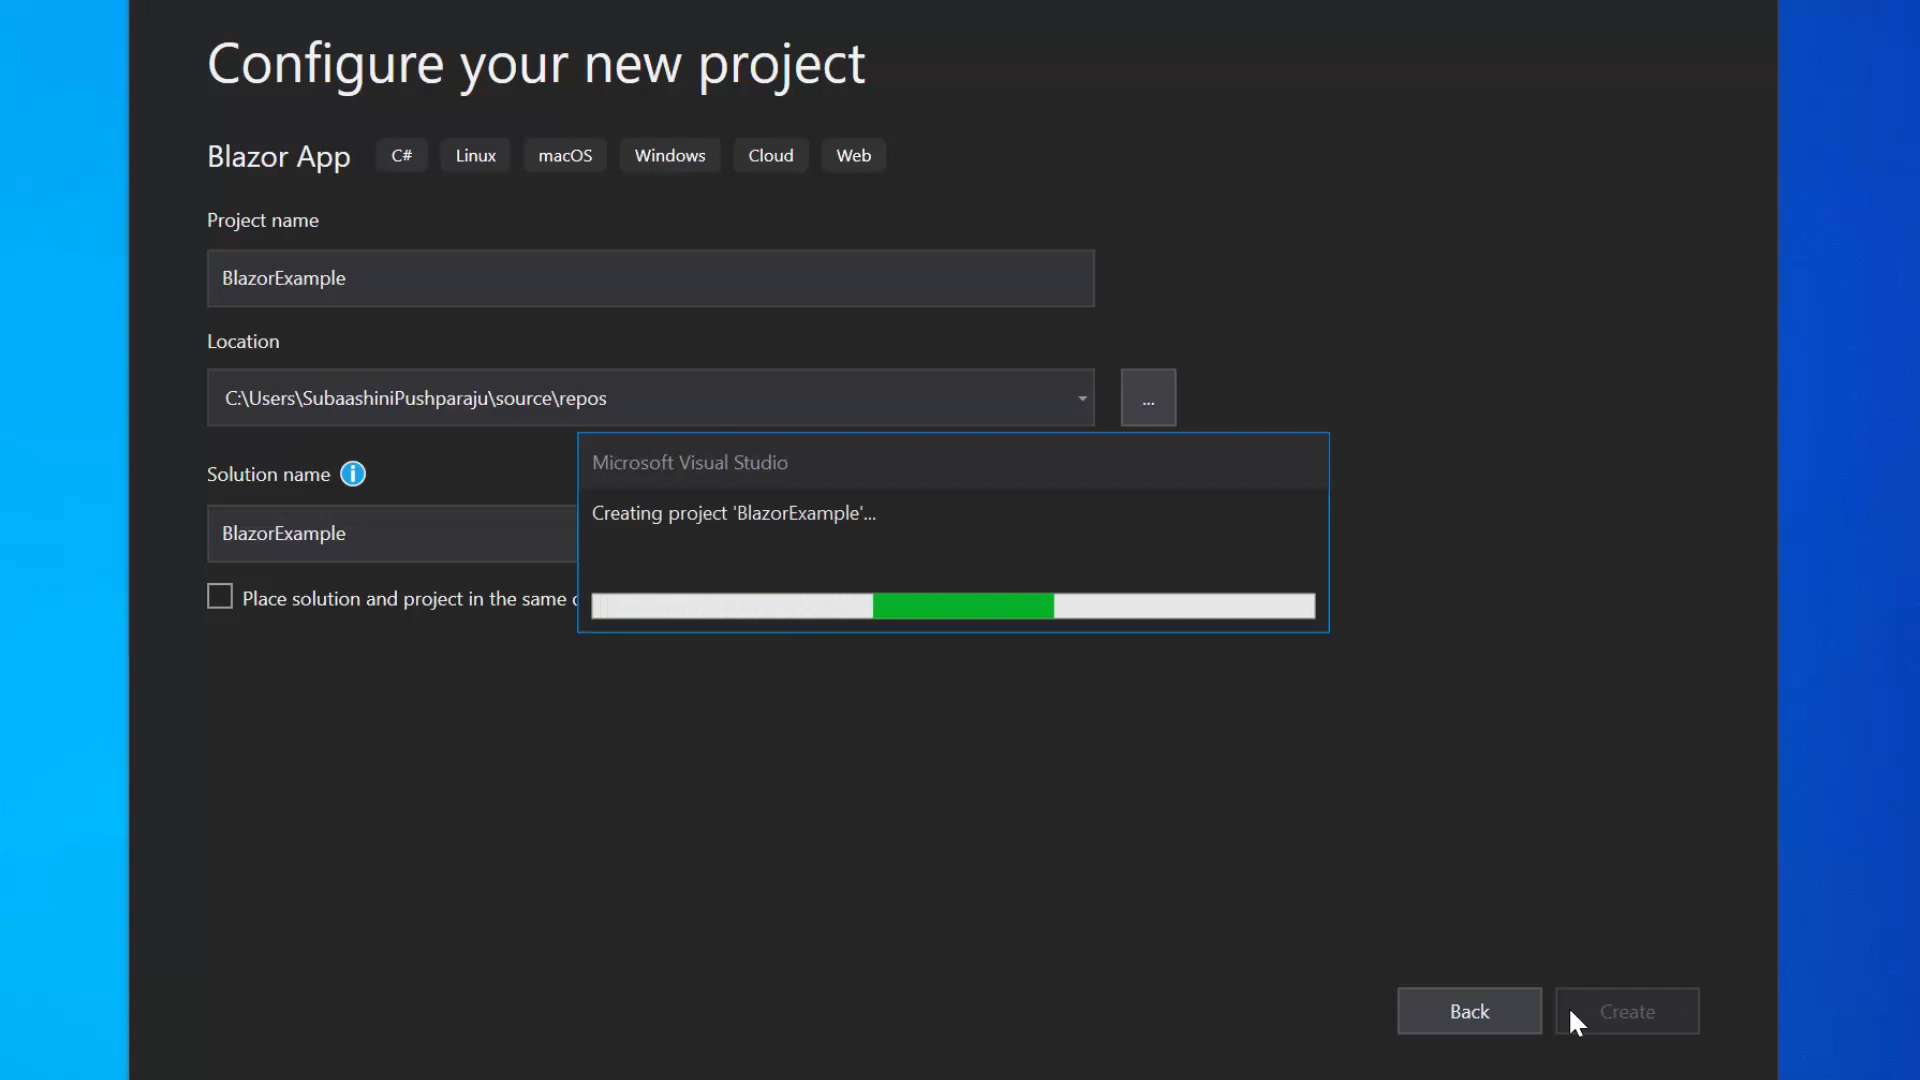 Configure your new project
Blazor App C# Linux macOS Windows Cloud Web
Project name
BlazorExample
Location
C:\Users\SubaashiniPushparaju\source\repos
...
Solution name
BlazorExample
Place solution and project in the same
Microsoft Visual Studio
Creating project 'BlazorExample'...
Back
Create